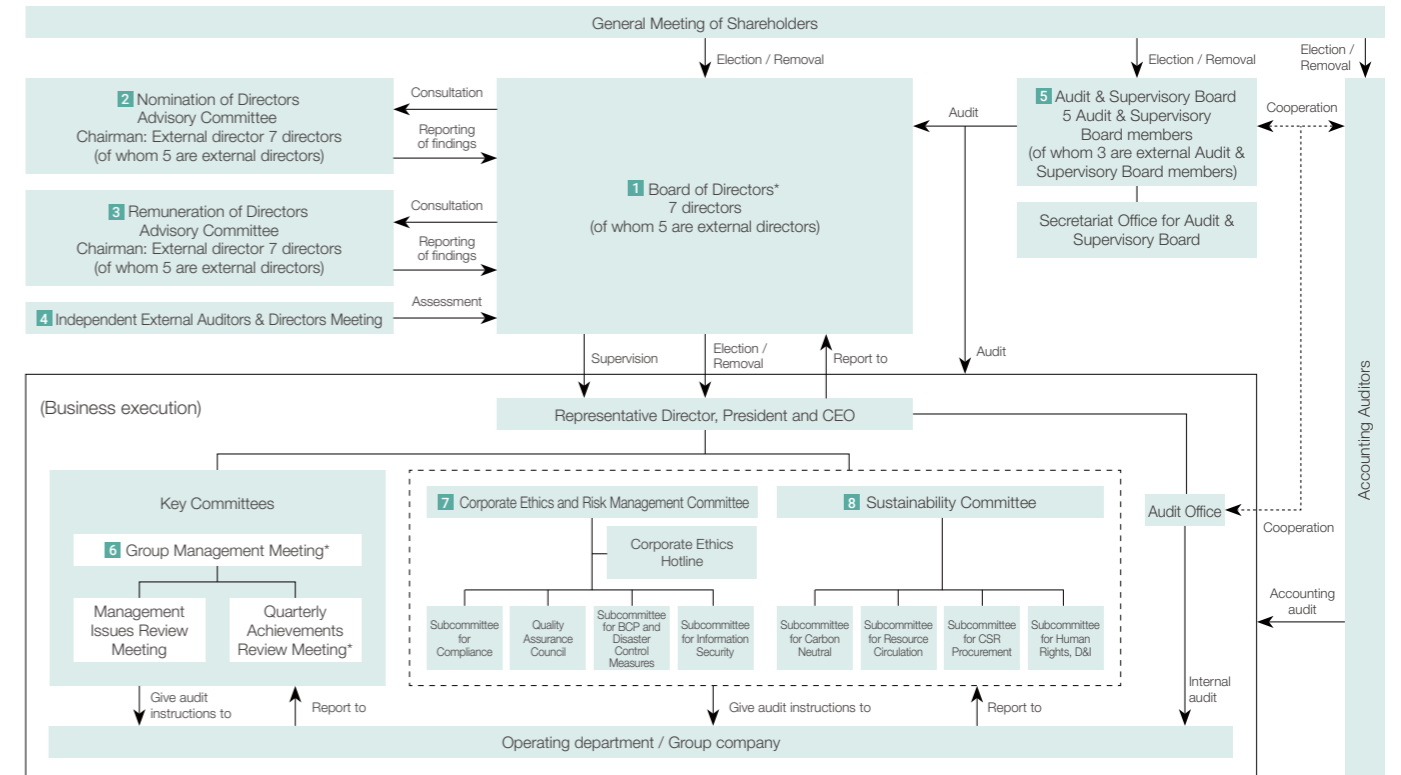 General Meeting of Shareholders
Election / Removal
Election / Removal
Election /
Removal
2 Nomination of Directors
Advisory Committee
Chairman: External director 7 directors
(of whom 5 are external directors)
Consultation
Reporting
of findings
3 Remuneration of Directors
Advisory Committee
Chairman: External director 7 directors
(of whom 5 are external directors)
Consultation
Reporting
of findings
4 Independent External Auditors & Directors Meeting
Assessment
1 Board of Directors*
7 directors
(of whom 5 are external directors)
Audit
5 Audit & Supervisory Board
5 Audit & Supervisory
Board members
(of whom 3 are external Audit &
Supervisory Board members)
Cooperation
Secretariat Office for Audit &
Supervisory Board
Supervision
Election /
Removal
Report to
Audit
Accounting Auditors
(Business execution)
Representative Director, President and CEO
Key Committees
6 Group Management Meeting*
Management
Issues Review
Meeting
Quarterly
Achievements
Review Meeting*
7 Corporate Ethics and Risk Management Committee
Corporate Ethics
Hotline
Subcommittee
for
Compliance
Quality
Assurance
Council
Subcommittee
for BCP and
Disaster
Control
Measures
Subcommittee
for Information
Security
8 Sustainability Committee
Subcommittee
for Carbon
Neutral
Subcommittee
for Resource
Circulation
Subcommittee
for CSR
Procurement
Subcommittee
for Human
Rights, D&I
Audit Office
Cooperation
Accounting
audit
Give audit
instructions to
Report to
Give audit instructions to
Report to
Internal
audit
Operating department / Group company